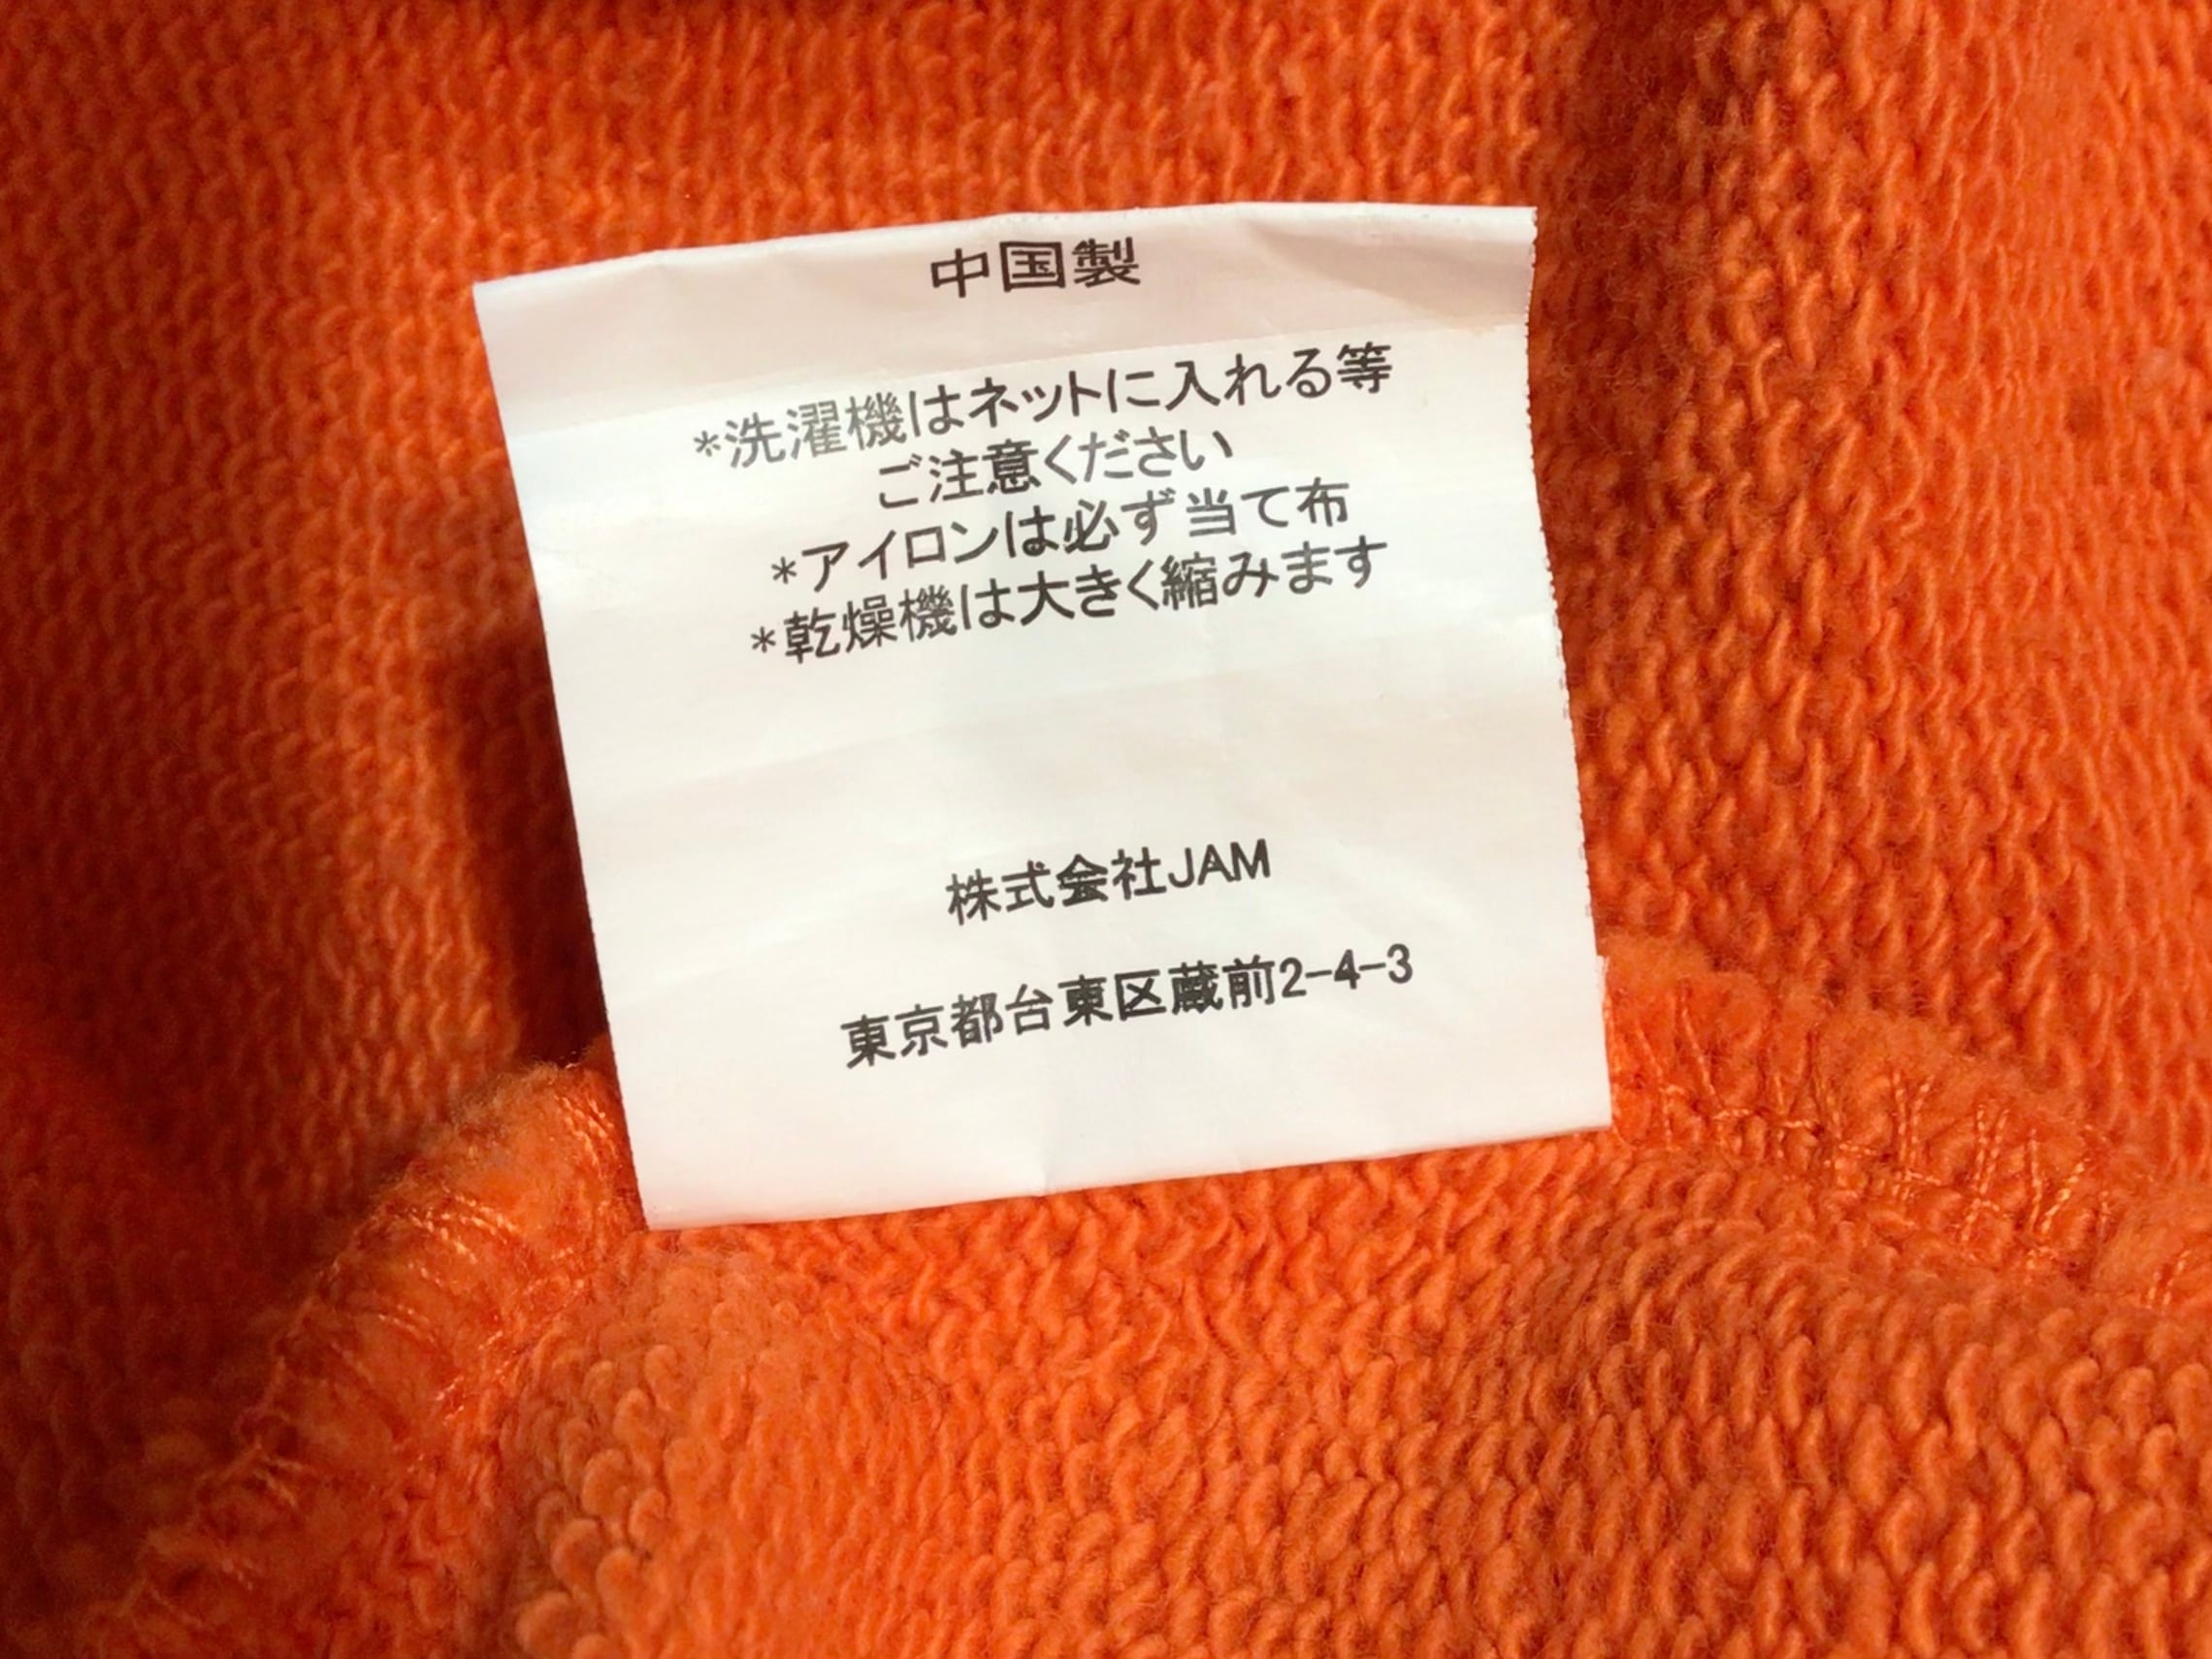 中国製
*洗濯機はネットに入れる等
ご注意ください
*アイロンは必ず当て布
*乾燥機は大きく縮みます
株式会社JAM
東京都台東区蔵前2-4-3